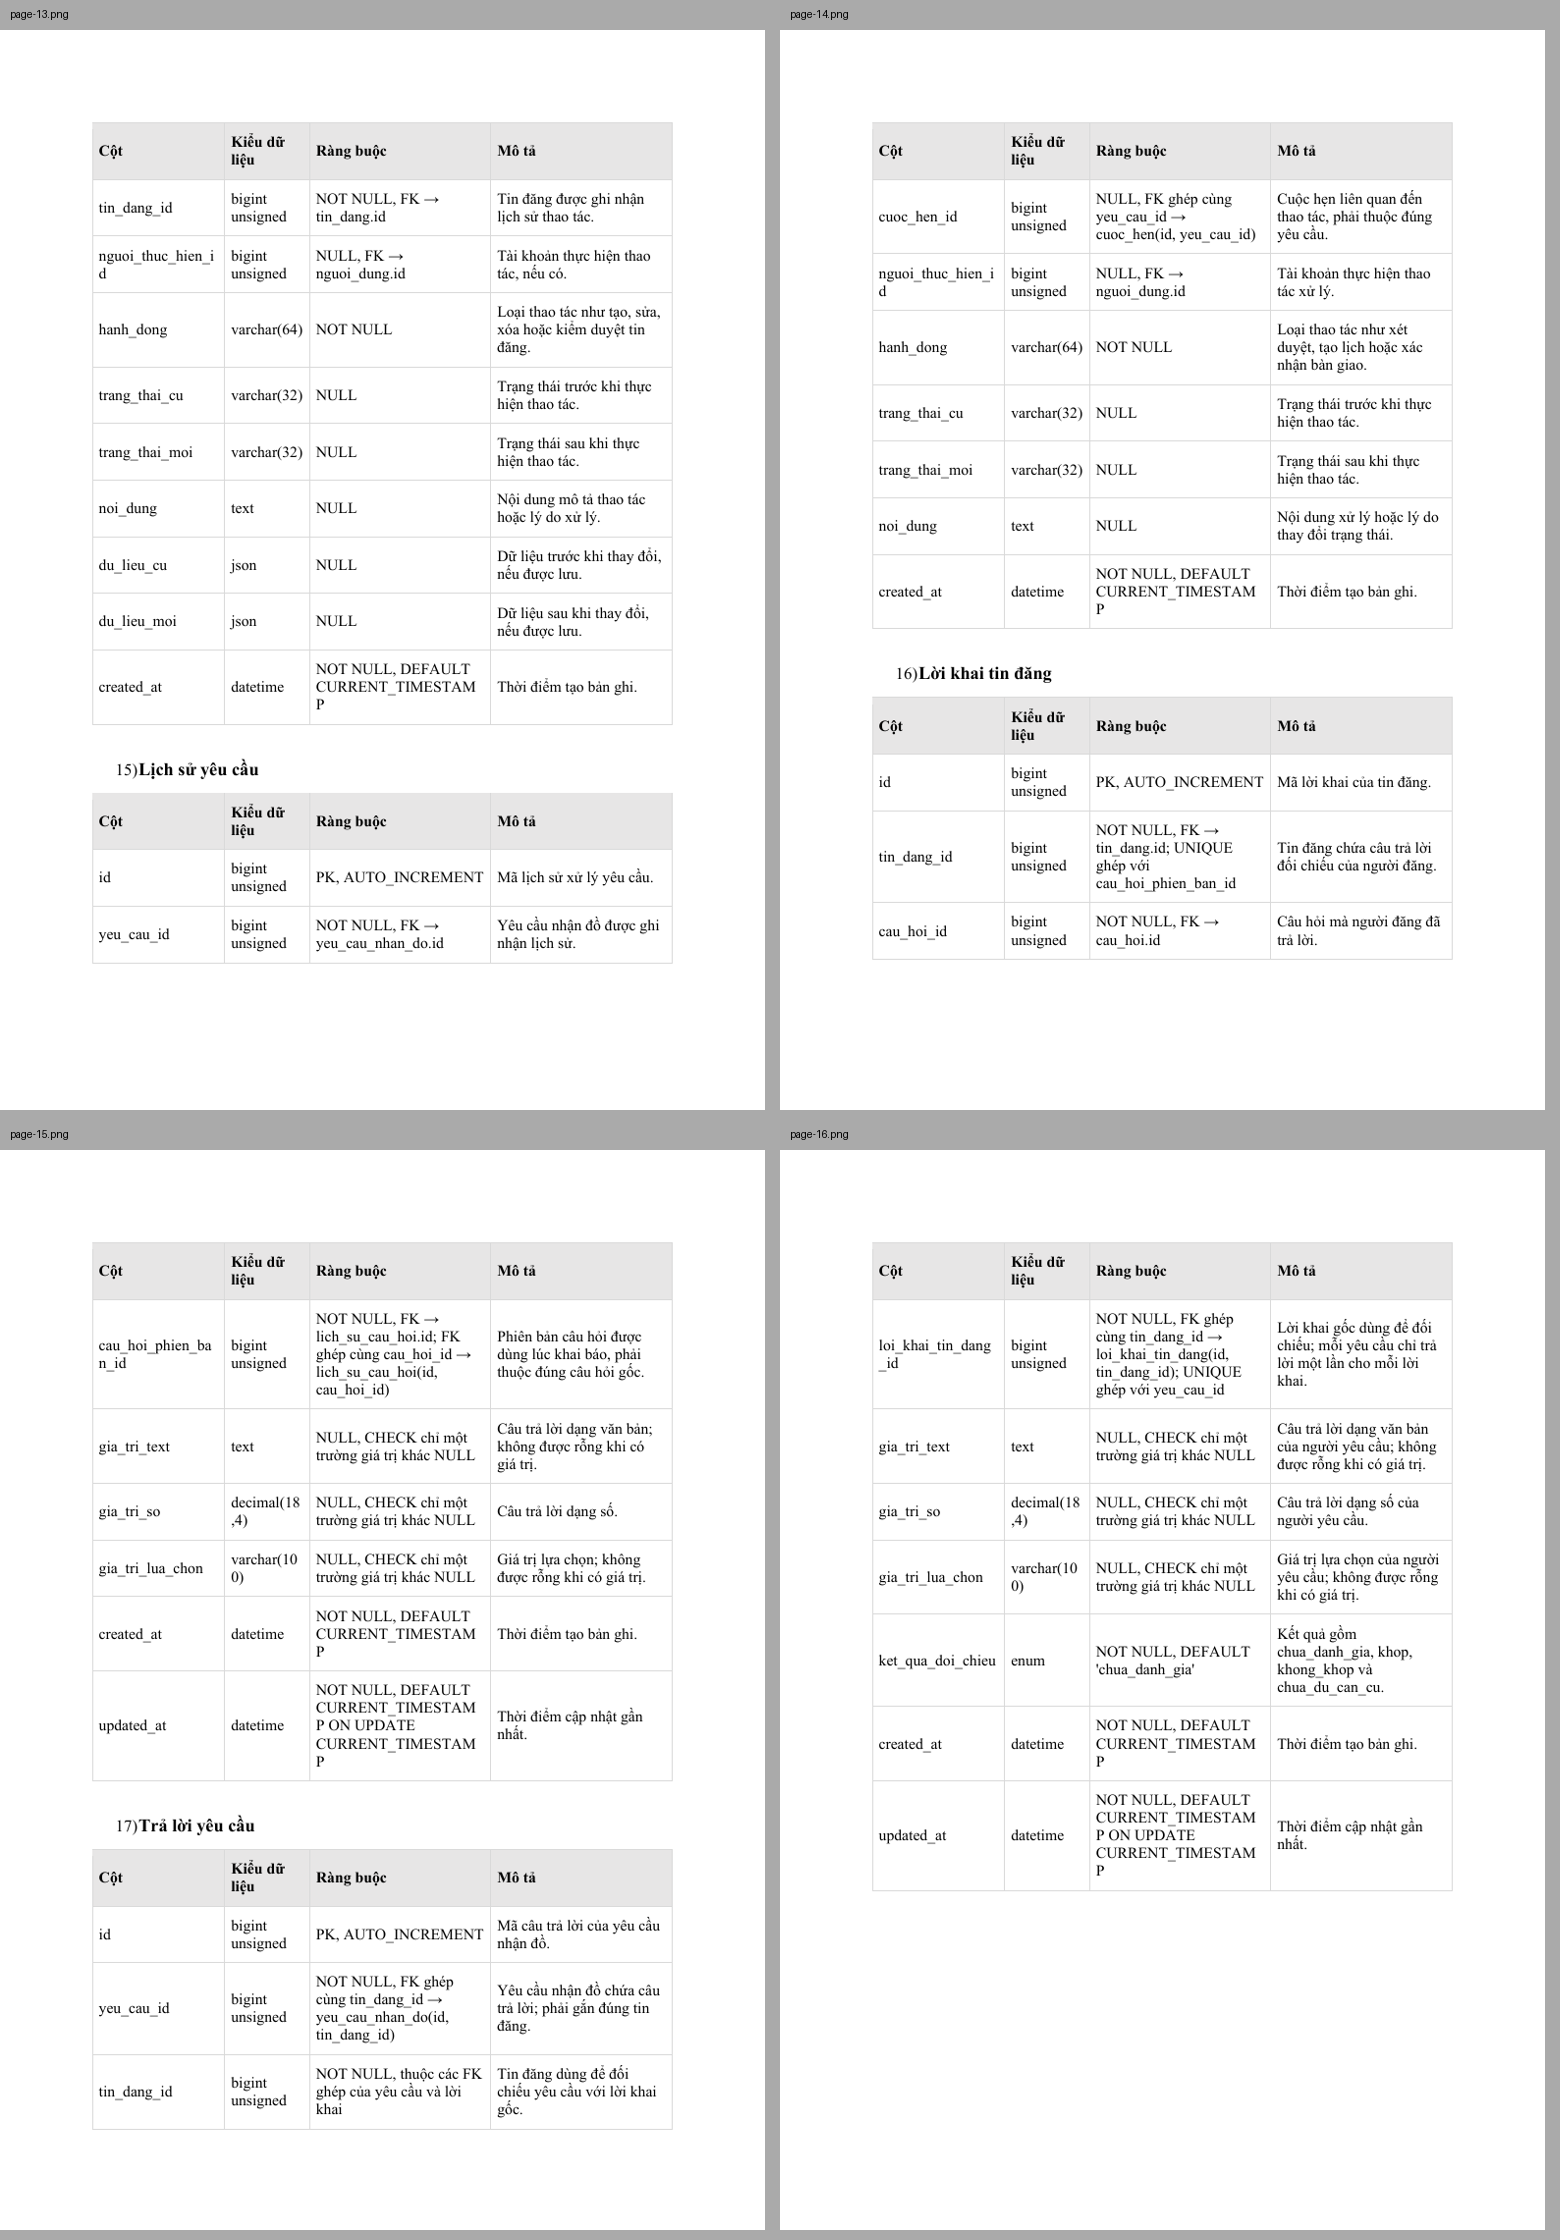 page-13.png
Cột
Kiểu dữ
liệu
Ràng buộc
Mô tả
tin_dang_id
bigint
unsigned
NOT NULL, FK →
tin_dang.id
Tin đăng được ghi nhận
lịch sử thao tác.
nguoi_thuc_hien_i
d
bigint
unsigned
NULL, FK →
nguoi_dung.id
Tài khoản thực hiện thao
tác, nếu có.
hanh_dong
varchar(64)
NOT NULL
Loại thao tác như tạo, sửa,
xóa hoặc kiểm duyệt tin
đăng.
trang_thai_cu
varchar(32)
NULL
Trạng thái trước khi thực
hiện thao tác.
trang_thai_moi
varchar(32)
NULL
Trạng thái sau khi thực
hiện thao tác.
noi_dung
text
NULL
Nội dung mô tả thao tác
hoặc lý do xử lý.
du_lieu_cu
json
NULL
Dữ liệu trước khi thay đổi,
nếu được lưu.
du_lieu_moi
json
NULL
Dữ liệu sau khi thay đổi,
nếu được lưu.
created_at
datetime
NOT NULL, DEFAULT
CURRENT_TIMESTAM
P
Thời điểm tạo bản ghi.
15)Lịch sử yêu cầu
Cột
Kiểu dữ
liệu
Ràng buộc
Mô tả
id
bigint
unsigned
PK, AUTO_INCREMENT
Mã lịch sử xử lý yêu cầu.
yeu_cau_id
bigint
unsigned
NOT NULL, FK →
yeu_cau_nhan_do.id
Yêu cầu nhận đồ được ghi
nhận lịch sử.
page-14.png
Cột
Kiểu dữ
liệu
Ràng buộc
Mô tả
cuoc_hen_id
bigint
unsigned
NULL, FK ghép cùng
yeu_cau_id →
cuoc_hen(id, yeu_cau_id)
Cuộc hẹn liên quan đến
thao tác, phải thuộc đúng
yêu cầu.
nguoi_thuc_hien_i
d
bigint
unsigned
NULL, FK →
nguoi_dung.id
Tài khoản thực hiện thao
tác xử lý.
hanh_dong
varchar(64)
NOT NULL
Loại thao tác như xét
duyệt, tạo lịch hoặc xác
nhận bàn giao.
trang_thai_cu
varchar(32)
NULL
Trạng thái trước khi thực
hiện thao tác.
trang_thai_moi
varchar(32)
NULL
Trạng thái sau khi thực
hiện thao tác.
noi_dung
text
NULL
Nội dung xử lý hoặc lý do
thay đổi trạng thái.
created_at
datetime
NOT NULL, DEFAULT
CURRENT_TIMESTAM
P
Thời điểm tạo bản ghi.
16)Lời khai tin đăng
Cột
Kiểu dữ
liệu
Ràng buộc
Mô tả
id
bigint
unsigned
PK, AUTO_INCREMENT
Mã lời khai của tin đăng.
tin_dang_id
bigint
unsigned
NOT NULL, FK →
tin_dang.id; UNIQUE
ghép với
cau_hoi_phien_ban_id
Tin đăng chứa câu trả lời
đối chiếu của người đăng.
cau_hoi_id
bigint
unsigned
NOT NULL, FK →
cau_hoi.id
Câu hỏi mà người đăng đã
trả lời.
page-15.png
Cột
Kiểu dữ
liệu
Ràng buộc
Mô tả
cau_hoi_phien_ba
n_id
bigint
unsigned
NOT NULL, FK →
lich_su_cau_hoi.id; FK
ghép cùng cau_hoi_id →
lich_su_cau_hoi(id,
cau_hoi_id)
Phiên bản câu hỏi được
dùng lúc khai báo, phải
thuộc đúng câu hỏi gốc.
gia_tri_text
text
NULL, CHECK chỉ một
trường giá trị khác NULL
Câu trả lời dạng văn bản;
không được rỗng khi có
giá trị.
gia_tri_so
decimal(18
,4)
NULL, CHECK chỉ một
trường giá trị khác NULL
Câu trả lời dạng số.
gia_tri_lua_chon
varchar(10
0)
NULL, CHECK chỉ một
trường giá trị khác NULL
Giá trị lựa chọn; không
được rỗng khi có giá trị.
created_at
datetime
NOT NULL, DEFAULT
CURRENT_TIMESTAM
P
Thời điểm tạo bản ghi.
updated_at
datetime
NOT NULL, DEFAULT
CURRENT_TIMESTAM
P ON UPDATE
CURRENT_TIMESTAM
P
Thời điểm cập nhật gần
nhất.
17)Trả lời yêu cầu
Cột
Kiểu dữ
liệu
Ràng buộc
Mô tả
id
bigint
unsigned
PK, AUTO_INCREMENT
Mã câu trả lời của yêu cầu
nhận đồ.
yeu_cau_id
bigint
unsigned
NOT NULL, FK ghép
cùng tin_dang_id →
yeu_cau_nhan_do(id,
tin_dang_id)
Yêu cầu nhận đồ chứa câu
trả lời; phải gắn đúng tin
đăng.
tin_dang_id
bigint
unsigned
NOT NULL, thuộc các FK
ghép của yêu cầu và lời
khai
Tin đăng dùng để đối
chiếu yêu cầu với lời khai
gốc.
page-16.png
Cột
Kiểu dữ
liệu
Ràng buộc
Mô tả
loi_khai_tin_dang
_id
bigint
unsigned
NOT NULL, FK ghép
cùng tin_dang_id →
loi_khai_tin_dang(id,
tin_dang_id); UNIQUE
ghép với yeu_cau_id
Lời khai gốc dùng để đối
chiếu; mỗi yêu cầu chỉ trả
lời một lần cho mỗi lời
khai.
gia_tri_text
text
NULL, CHECK chỉ một
trường giá trị khác NULL
Câu trả lời dạng văn bản
của người yêu cầu; không
được rỗng khi có giá trị.
gia_tri_so
decimal(18
,4)
NULL, CHECK chỉ một
trường giá trị khác NULL
Câu trả lời dạng số của
người yêu cầu.
gia_tri_lua_chon
varchar(10
0)
NULL, CHECK chỉ một
trường giá trị khác NULL
Giá trị lựa chọn của người
yêu cầu; không được rỗng
khi có giá trị.
ket_qua_doi_chieu
enum
NOT NULL, DEFAULT
'chua_danh_gia'
Kết quả gồm
chua_danh_gia, khop,
khong_khop và
chua_du_can_cu.
created_at
datetime
NOT NULL, DEFAULT
CURRENT_TIMESTAM
P
Thời điểm tạo bản ghi.
updated_at
datetime
NOT NULL, DEFAULT
CURRENT_TIMESTAM
P ON UPDATE
CURRENT_TIMESTAM
P
Thời điểm cập nhật gần
nhất.